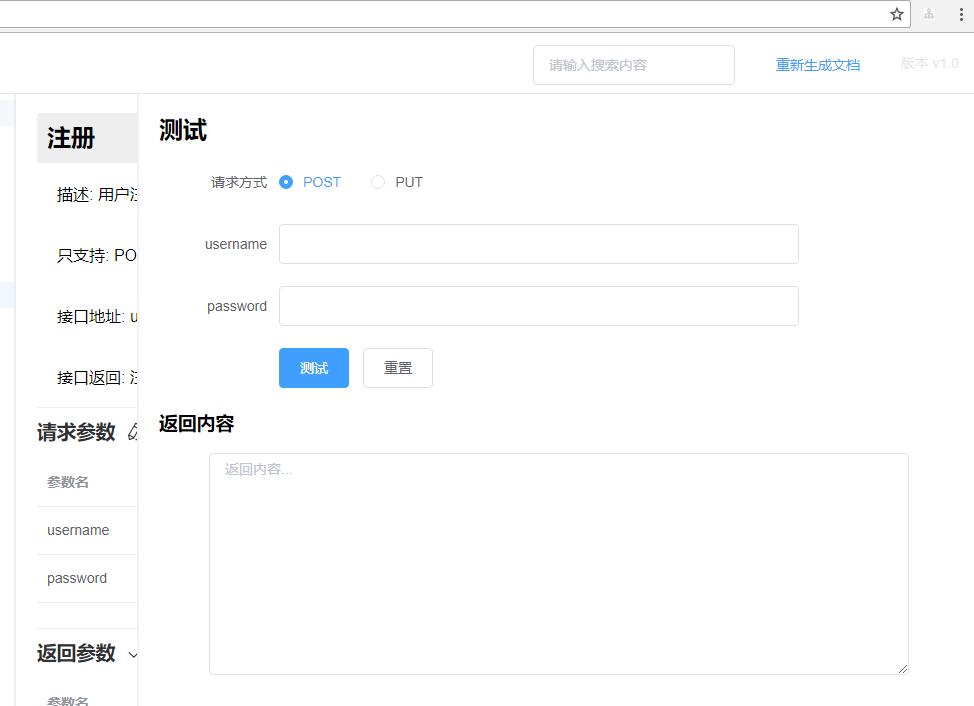 请输入搜索内容
重新生成文档
版本 v1.0
注册
描述: 用户
只支持: PO
接口地址: u
接口返回:
请求参数
参数名
username
password
返回参数
参数名
测试
请求方式 POST PUT
username
password
测试 重置
返回内容
返回内容...